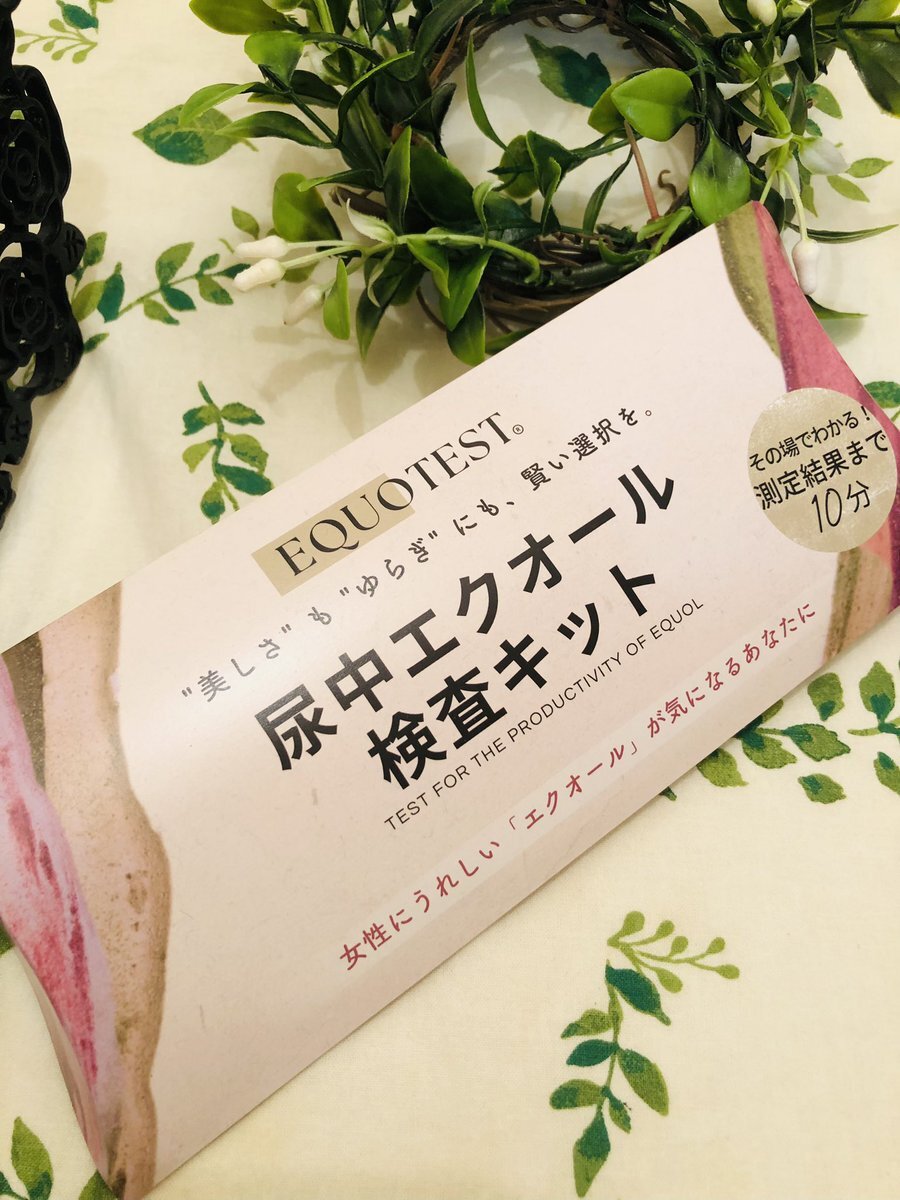 EQUOTEST®
"美しさ"も"ゆらぎ"にも、賢い選択を。
尿中エクオール
検査キット
TEST FOR THE PRODUCTIVITY OF EQUOL
女性にうれしい「エクオール」が気になるあなたに
その場でわかる！
測定結果まで
10分